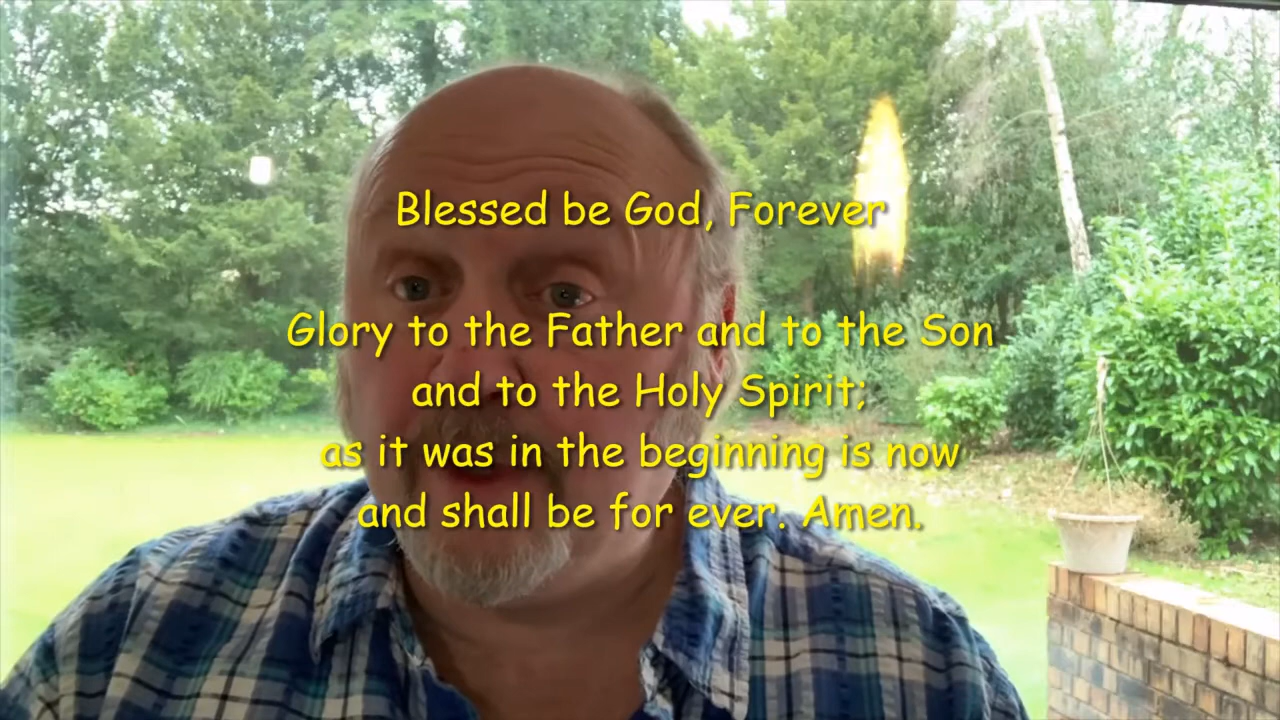 Blessed be God, Forever
Glory to the Father and to the Son
and to the Holy Spirit;
as it was in the beginning is now
and shall be for ever. Amen.